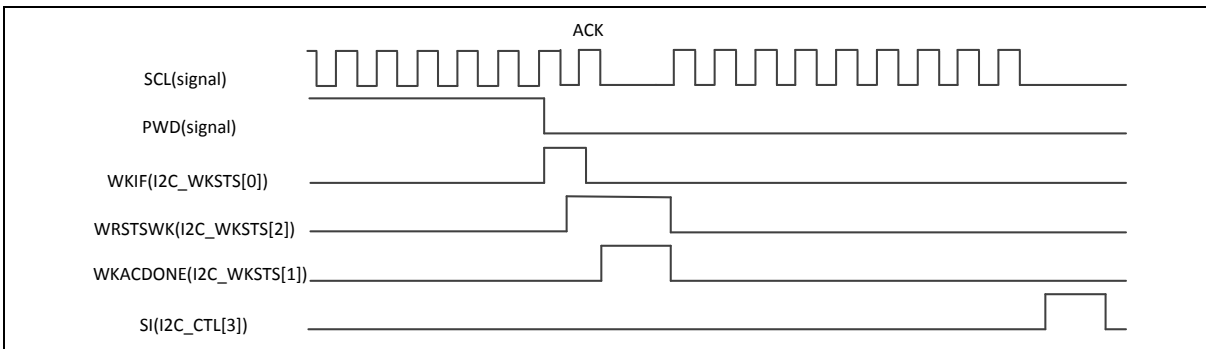 ACK
SCL(signal)
PWD(signal)
WKIF(I2C_WKSTS[0])
WRSTSWK(I2C_WKSTS[2])
WKACDONE(I2C_WKSTS[1])
SI(I2C_CTL[3])